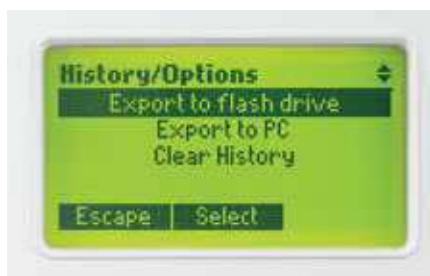 History/Options
Export to flash drive
Export to PC
Clear History
Escape Select